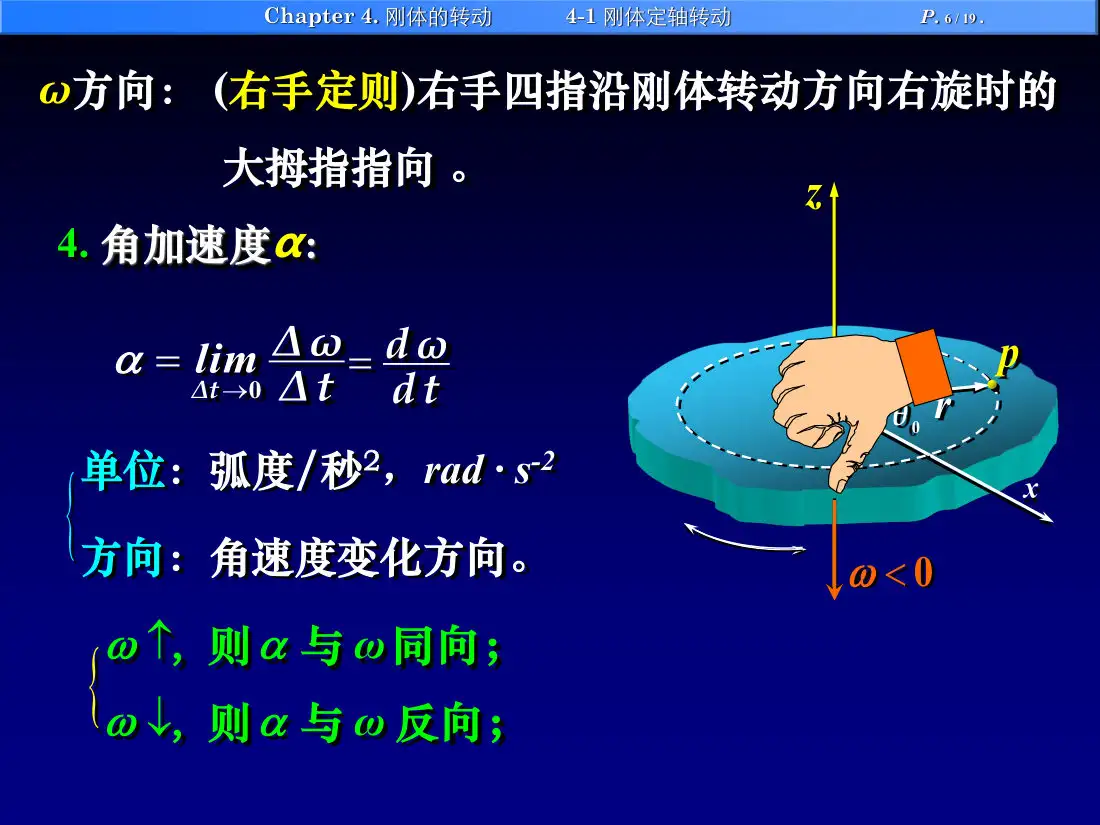 Chapter 4. 刚体的转动 4-1 刚体定轴转动 P. 6 / 19 .
ω方向： (右手定则)右手四指沿刚体转动方向右旋时的
大拇指指向 。
4. 角加速度α:
α = lim Δt→0 Δω/Δt = dω/dt
单位：弧度/秒²，rad · s⁻²
方向：角速度变化方向。
ω ↑，则 α 与 ω 同向；
ω ↓，则 α 与 ω 反向；
z
p
r
θ₀
x
ω < 0